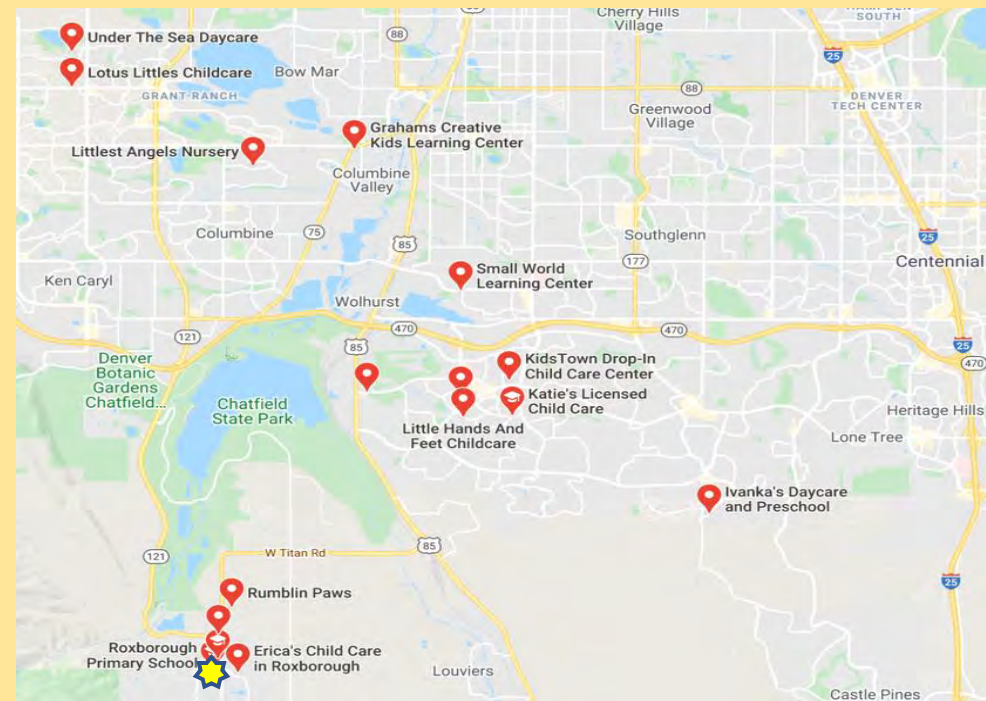 Cherry Hills
Village
HAMPDEN
SOUTH
85
Under The Sea Daycare
88
25
Lotus Littles Childcare
Bow Mar
GRANT-RANCH
88
DENVER
TECH CENTER
Greenwood
Village
Grahams Creative
Kids Learning Center
Littlest Angels Nursery
Columbine
Valley
Columbine
75
85
Southglenn
25
177
Centennial
Ken Caryl
Small World
Learning Center
Wolhurst
121
470
470
85
25
470
Denver
Botanic
Gardens
Chatfield...
KidsTown Drop-In
Child Care Center
Katie's Licensed
Child Care
Chatfield
State Park
Little Hands And
Feet Childcare
Heritage Hills
Lone Tree
Ivanka's Daycare
and Preschool
121
W Titan Rd
85
25
Rumblin Paws
Roxborough
Primary School
Erica's Child Care
in Roxborough
Louviers
Castle Pines